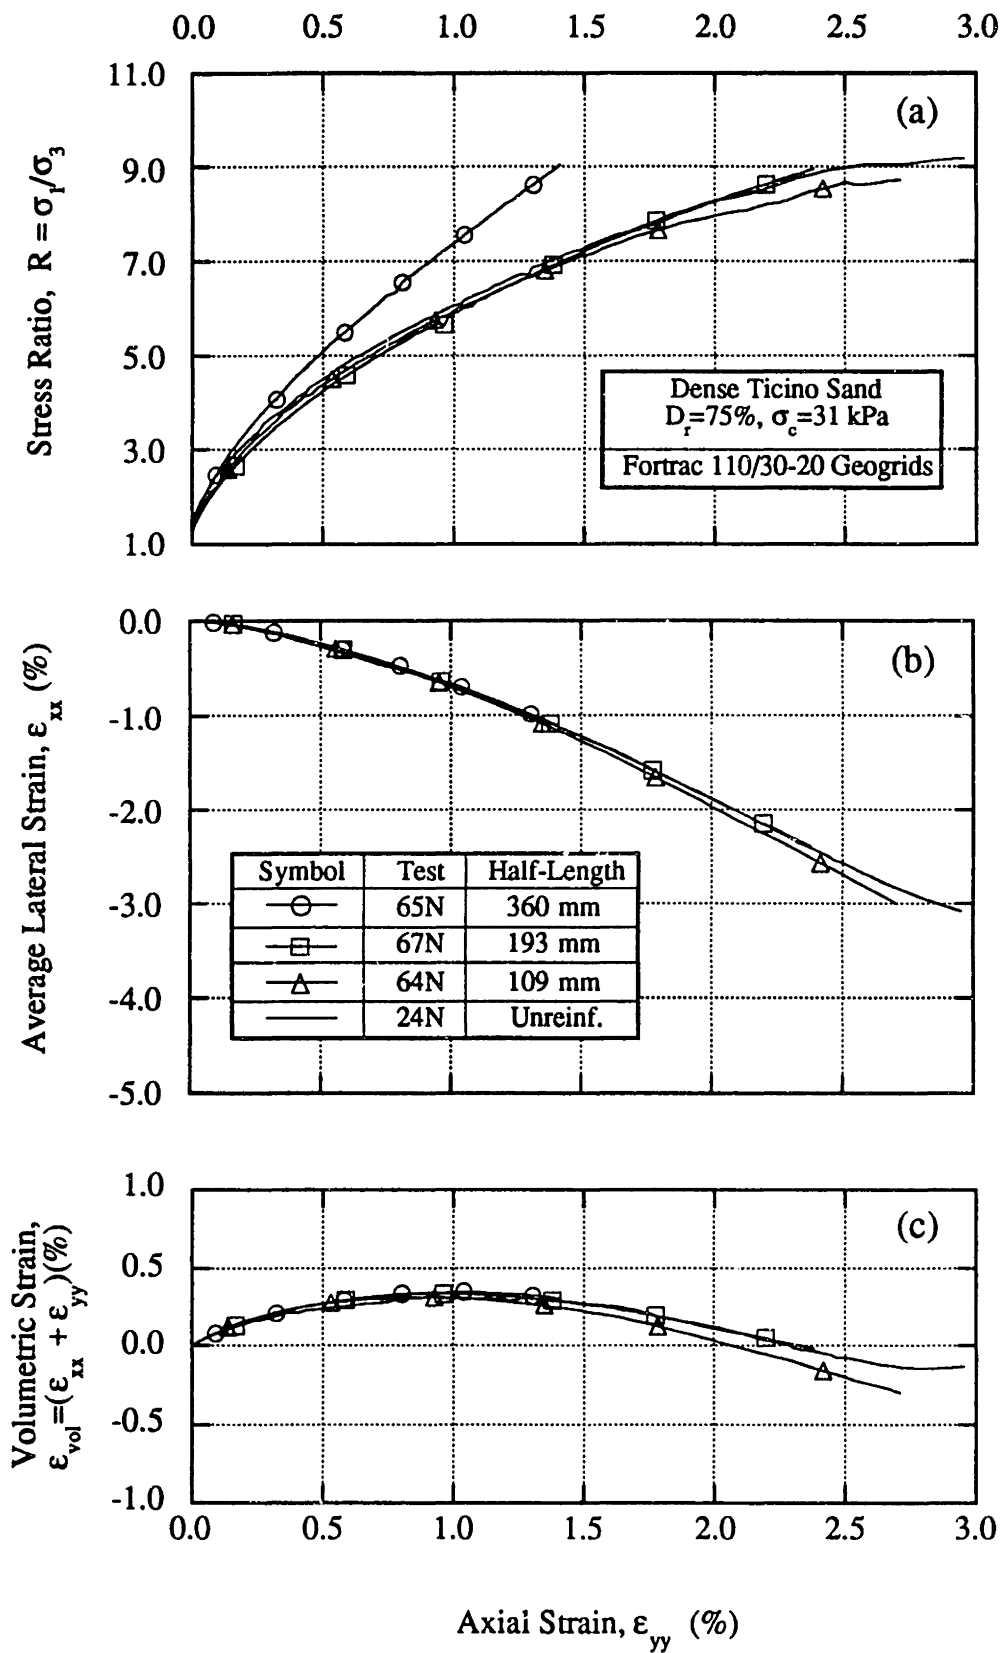 0.0 0.5 1.0 1.5 2.0 2.5 3.0
11.0
9.0
7.0
5.0
3.0
1.0
Stress Ratio, R = σ1/σ3
(a)
Dense Ticino Sand
Dr=75%, σc=31 kPa
Fortrac 110/30-20 Geogrids
0.0
-1.0
-2.0
-3.0
-4.0
-5.0
Average Lateral Strain, εxx (%)
(b)
Symbol Test Half-Length
65N 360 mm
67N 193 mm
64N 109 mm
24N Unreinf.
1.0
0.5
0.0
-0.5
-1.0
Volumetric Strain,
εvol=(εxx + εyy)(%)
(c)
0.0 0.5 1.0 1.5 2.0 2.5 3.0
Axial Strain, εyy (%)